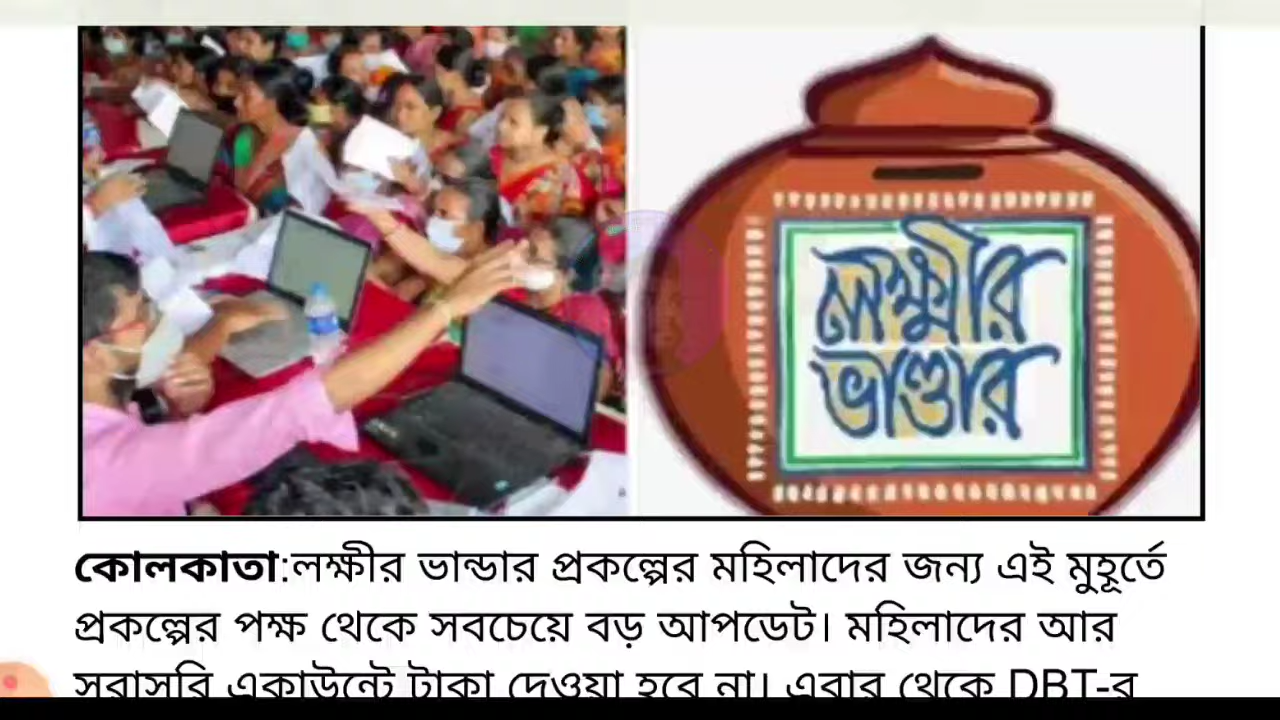 লক্ষ্মীর
ভাণ্ডার
কোলকাতা:লক্ষীর ভান্ডার প্রকল্পের মহিলাদের জন্য এই মুহূর্তে
প্রকল্পের পক্ষ থেকে সবচেয়ে বড় আপডেট। মহিলাদের আর
সরাসরি একাউন্টে টাকা দেওয়া হবে না। এবার থেকে DBT-র